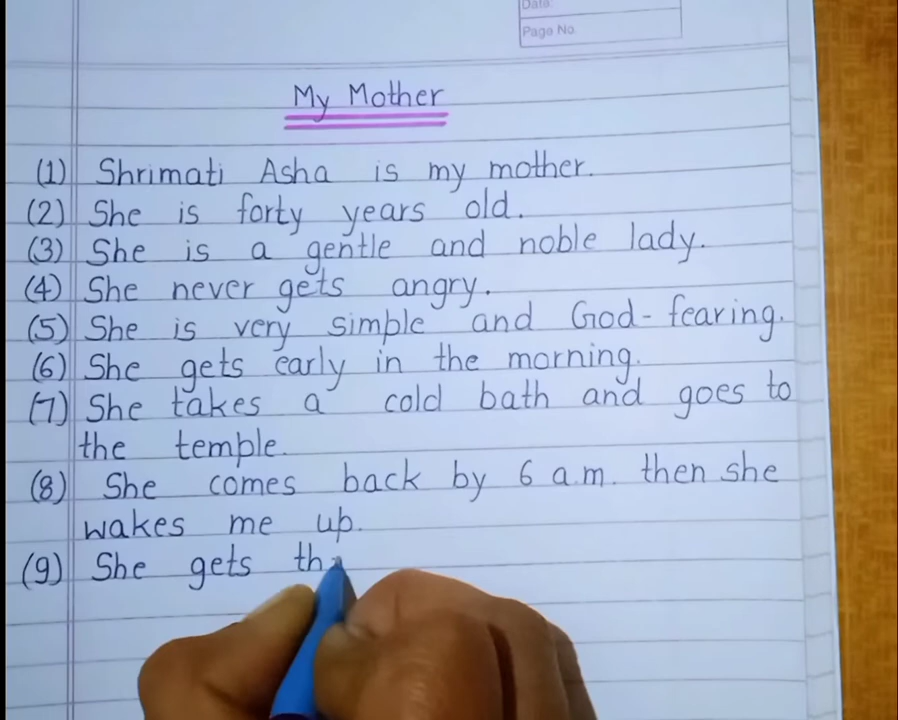 Date
Page No.
My Mother
(1) Shrimati Asha is my mother.
(2) She is forty years old.
(3) She is a gentle and noble lady.
(4) She never gets angry.
(5) She is very simple and God-fearing.
(6) She gets early in the morning.
(7) She takes a cold bath and goes to
the temple.
(8) She comes back by 6 a.m. then she
wakes me up.
(9) She gets th